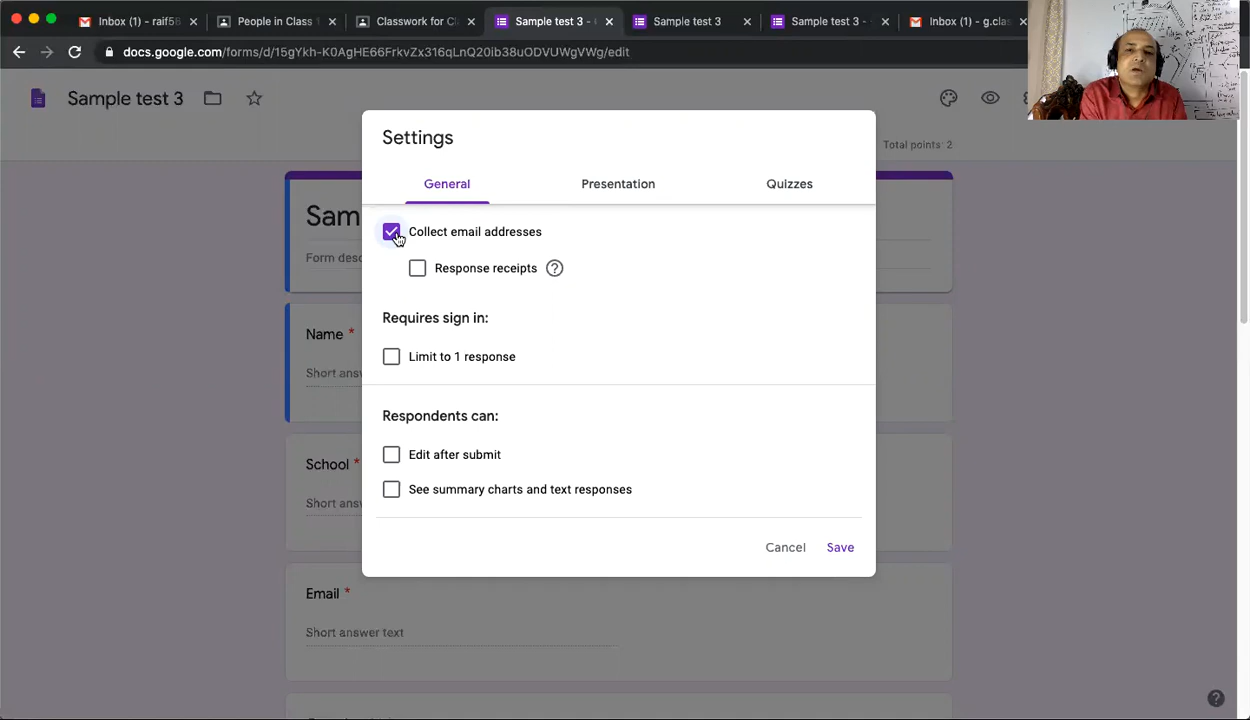 Inbox (1) - raif58
People in Class 1
Classwork for Cl
Sample test 3 -
Sample test 3
Sample test 3 -
Inbox (1) - g.clas
docs.google.com/forms/d/15gYkh-K0AgHE66FrkvZx316qLnQ20ib38uODVUWgVWg/edit
Sample test 3
Total points: 2
Settings
General
Presentation
Quizzes
Sam
Collect email addresses
Form desc
Response receipts
Requires sign in:
Name *
Limit to 1 response
Short answ
Respondents can:
Edit after submit
School *
See summary charts and text responses
Short answ
Cancel
Save
Email *
Short answer text